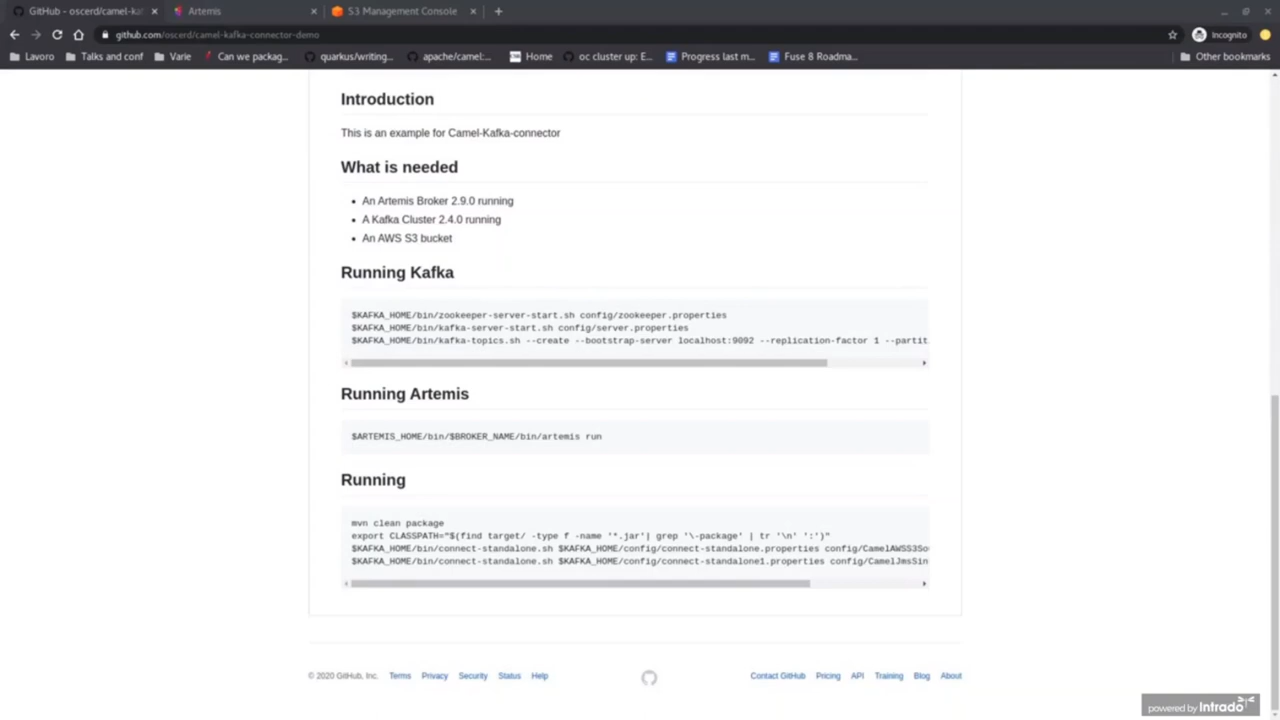 GitHub - oscerd/camel-ka
Artemis
S3 Management Console
github.com/oscerd/camel-kafka-connector-demo
Incognito
Lavoro
Talks and conf
Varie
Can we packag...
quarkus/writing...
apache/camel:...
Home
oc cluster up: E...
Progress last m...
Fuse 8 Roadma...
Other bookmarks
Introduction
This is an example for Camel-Kafka-connector
What is needed
• An Artemis Broker 2.9.0 running
• A Kafka Cluster 2.4.0 running
• An AWS S3 bucket
Running Kafka
$KAFKA_HOME/bin/zookeeper-server-start.sh config/zookeeper.properties
$KAFKA_HOME/bin/kafka-server-start.sh config/server.properties
$KAFKA_HOME/bin/kafka-topics.sh --create --bootstrap-server localhost:9092 --replication-factor 1 --partit
Running Artemis
$ARTEMIS_HOME/bin/$BROKER_NAME/bin/artemis run
Running
mvn clean package
export CLASSPATH="$(find target/ -type f -name '*.jar'| grep '\-package' | tr '\n' ':')"
$KAFKA_HOME/bin/connect-standalone.sh $KAFKA_HOME/config/connect-standalone.properties config/CamelAWSS3So
$KAFKA_HOME/bin/connect-standalone.sh $KAFKA_HOME/config/connect-standalone1.properties config/CamelJmsSin
© 2020 GitHub, Inc.
Terms
Privacy
Security
Status
Help
Contact GitHub
Pricing
API
Training
Blog
About
powered by Intrado